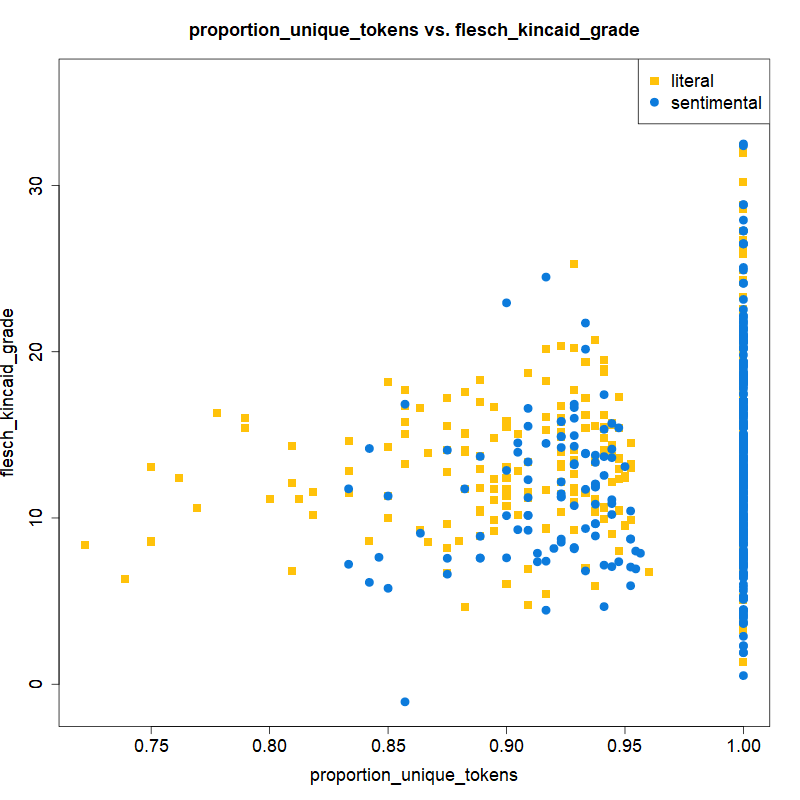 proportion_unique_tokens vs. flesch_kincaid_grade
literal
sentimental
flesch_kincaid_grade
30
20
10
0
0.75 0.80 0.85 0.90 0.95 1.00
proportion_unique_tokens